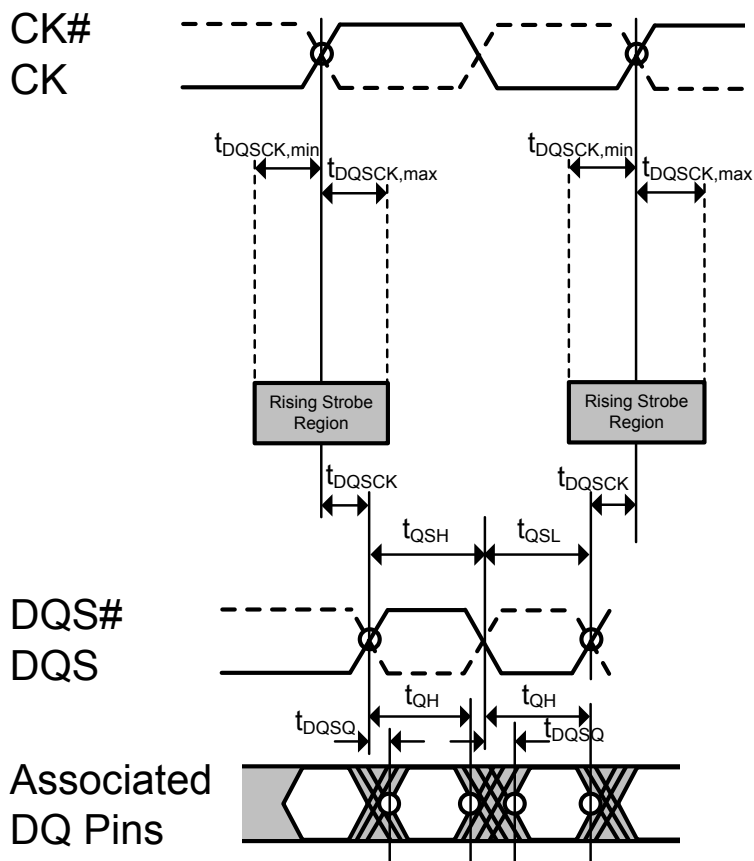 CK#
CK
tDQSCK,min
tDQSCK,max
tDQSCK,min
tDQSCK,max
Rising Strobe
Region
Rising Strobe
Region
tDQSCK
tDQSCK
tQSH
tQSL
DQS#
DQS
tQH
tQH
tDQSQ
tDQSQ
Associated
DQ Pins